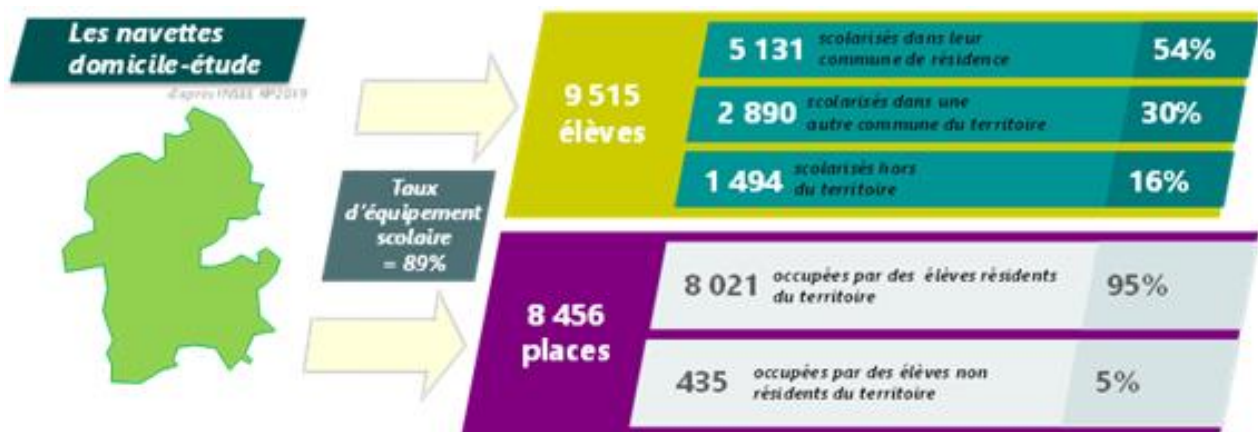 Les navettes
domicile-étude
d'après INSEE RP2019
Taux
d'équipement
scolaire
= 89%
9 515
élèves
5 131 scolarisés dans leur
commune de résidence 54%
2 890 scolarisés dans une
autre commune du territoire 30%
1 494 scolarisés hors
du territoire 16%
8 456
places
8 021 occupées par des élèves résidents
du territoire 95%
435 occupées par des élèves non
résidents du territoire 5%